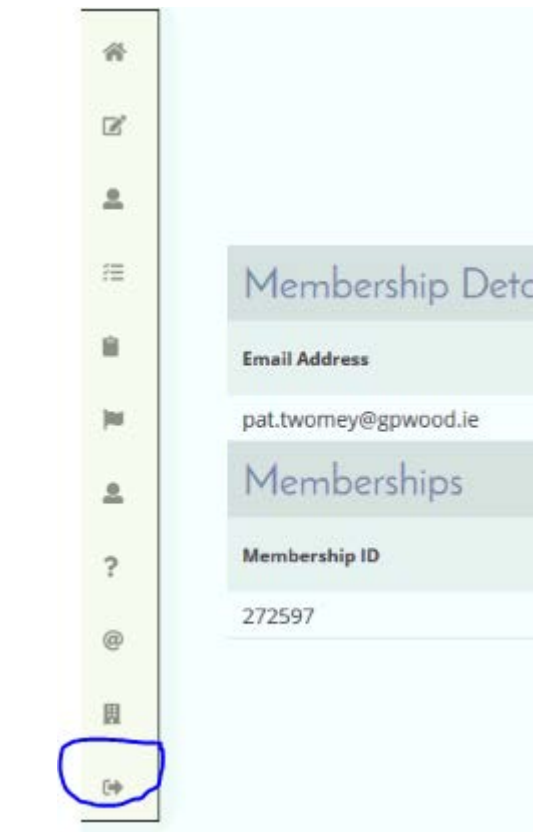 Membership Deta
Email Address
pat.twomey@gpwood.ie
Memberships
Membership ID
?
272597
@